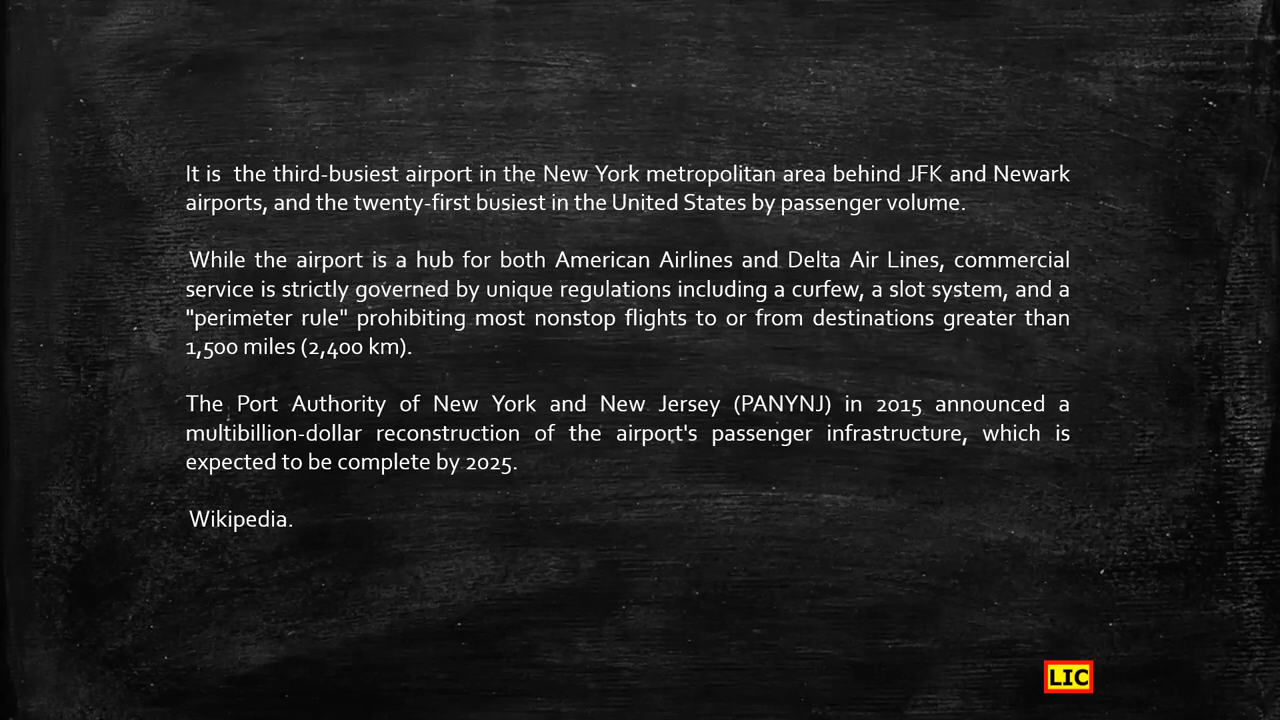 It is  the third-busiest airport in the New York metropolitan area behind JFK and Newark
airports, and the twenty-first busiest in the United States by passenger volume.
While the airport is a hub for both American Airlines and Delta Air Lines, commercial
service is strictly governed by unique regulations including a curfew, a slot system, and a
"perimeter rule" prohibiting most nonstop flights to or from destinations greater than
1,500 miles (2,400 km).
The Port Authority of New York and New Jersey (PANYNJ) in 2015 announced a
multibillion-dollar reconstruction of the airport's passenger infrastructure, which is
expected to be complete by 2025.
Wikipedia.
LIC